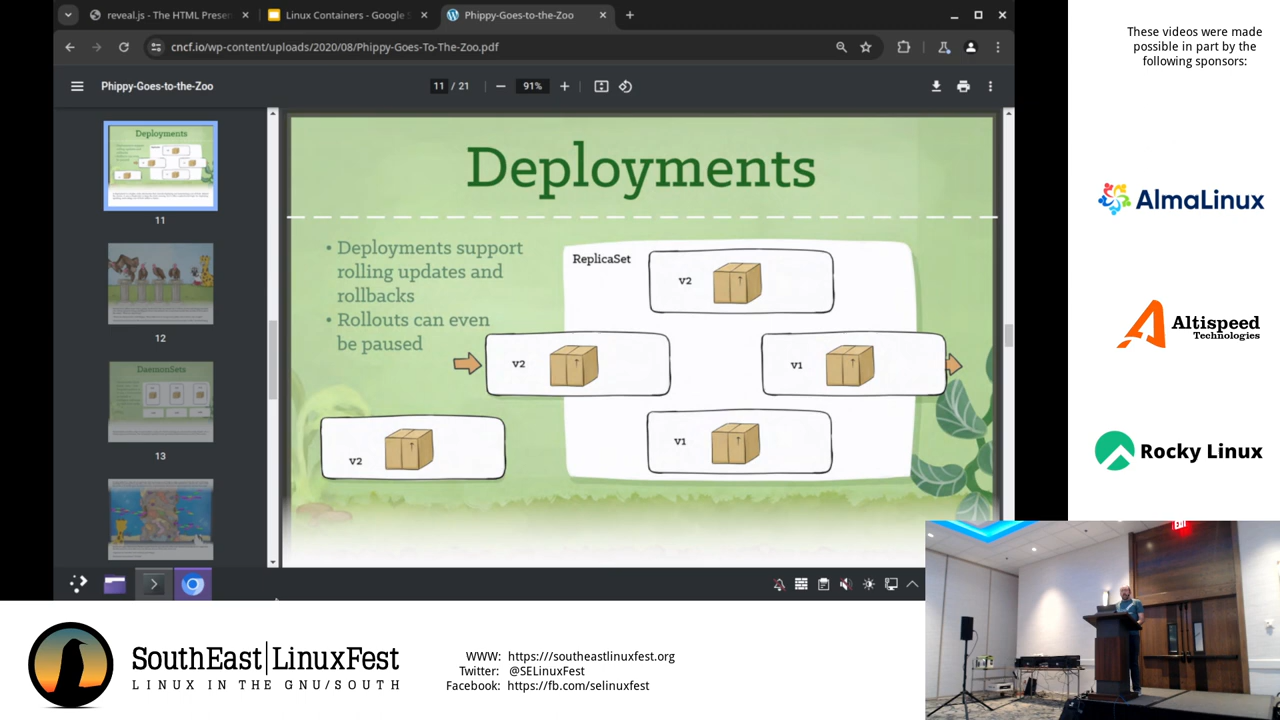 reveal.js - The HTML Presen
Linux Containers - Google S
Phippy-Goes-to-the-Zoo
cncf.io/wp-content/uploads/2020/08/Phippy-Goes-To-The-Zoo.pdf
Phippy-Goes-to-the-Zoo
11 / 21
91%
Deployments
11
12
DaemonSets
13
Deployments
• Deployments support
rolling updates and
rollbacks
• Rollouts can even
be paused
ReplicaSet
v2
v2
v1
v1
v2
These videos were made
possible in part by the
following sponsors:
AlmaLinux
Altispeed
Technologies
Rocky Linux
EXIT
SouthEast LinuxFest
LINUX IN THE GNU/SOUTH
WWW: https:///southeastlinuxfest.org
Twitter: @SELinuxFest
Facebook: https://fb.com/selinuxfest